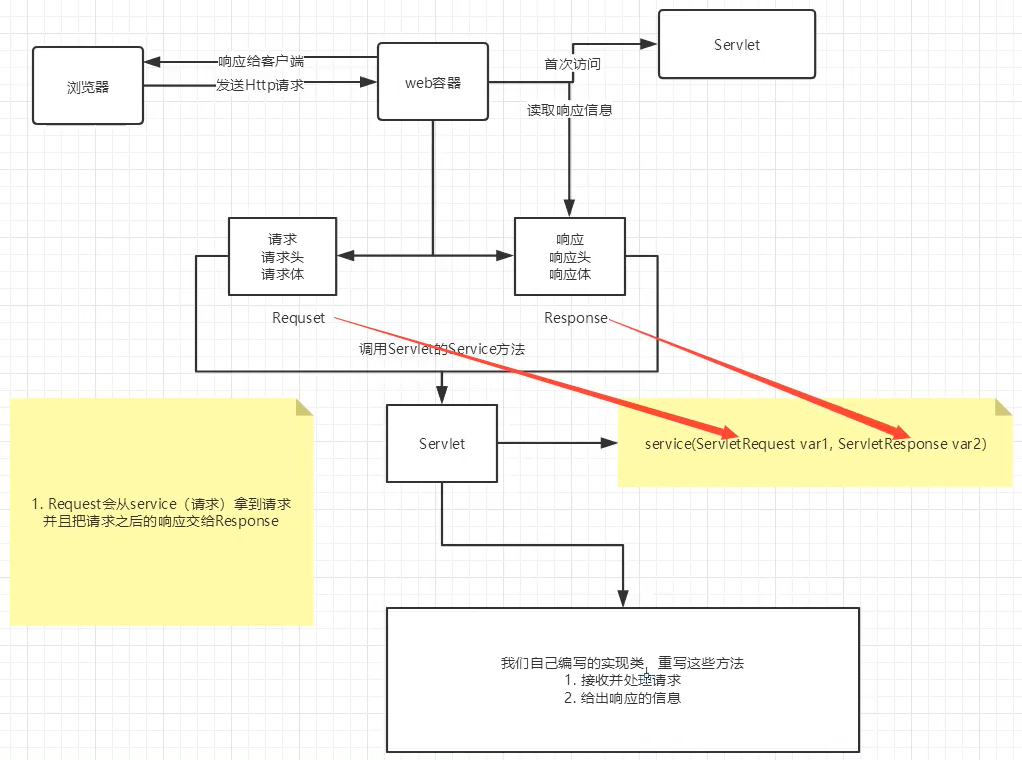 Servlet
浏览器
响应给客户端
发送Http请求
web容器
首次访问
读取响应信息
请求
请求头
请求体
响应
响应头
响应体
Requset
Response
调用Servlet的Service方法
Servlet
service(ServletRequest var1, ServletResponse var2)
1. Request会从service（请求）拿到请求
并且把请求之后的响应交给Response
我们自己编写的实现类，重写这些方法
1. 接收并处理请求
2. 给出响应的信息